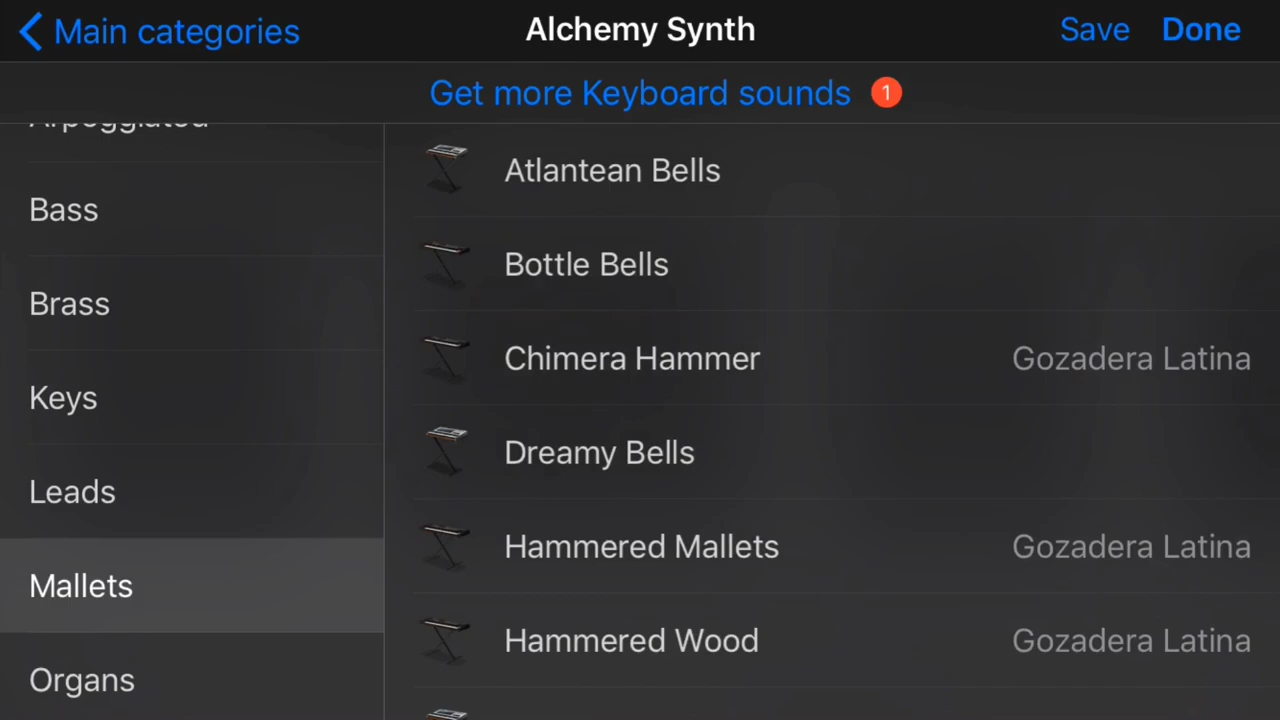 Main categories
Alchemy Synth
Save
Done
Get more Keyboard sounds 1
Arpeggiated
Bass
Brass
Keys
Leads
Mallets
Organs
Atlantean Bells
Bottle Bells
Chimera Hammer Gozadera Latina
Dreamy Bells
Hammered Mallets Gozadera Latina
Hammered Wood Gozadera Latina